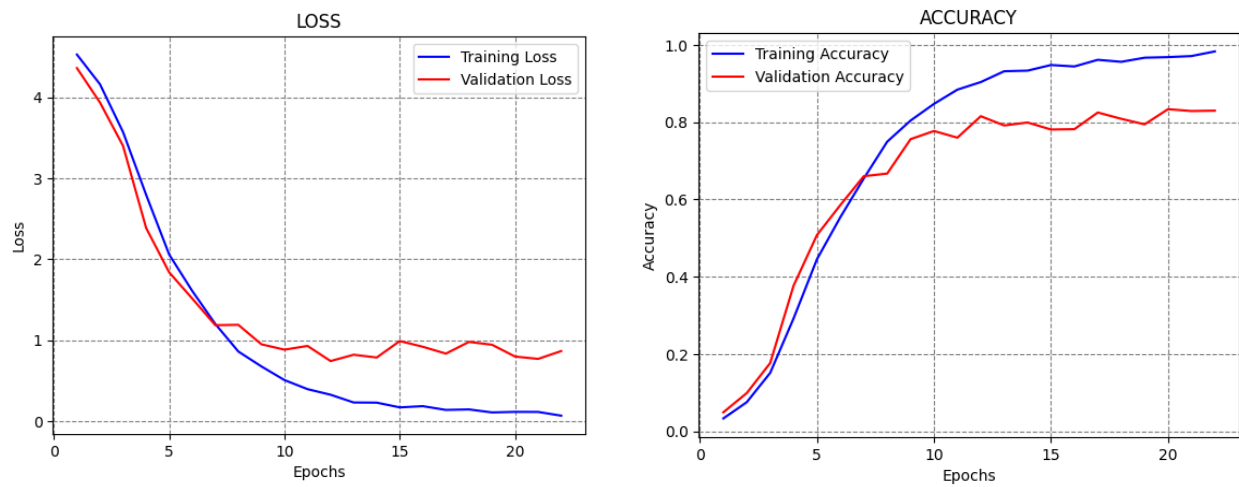 LOSS
Training Loss
Validation Loss
4
3
2
1
0
Loss
0
5
10
15
20
Epochs
ACCURACY
Training Accuracy
Validation Accuracy
1.0
0.8
0.6
0.4
0.2
0.0
Accuracy
0
5
10
15
20
Epochs